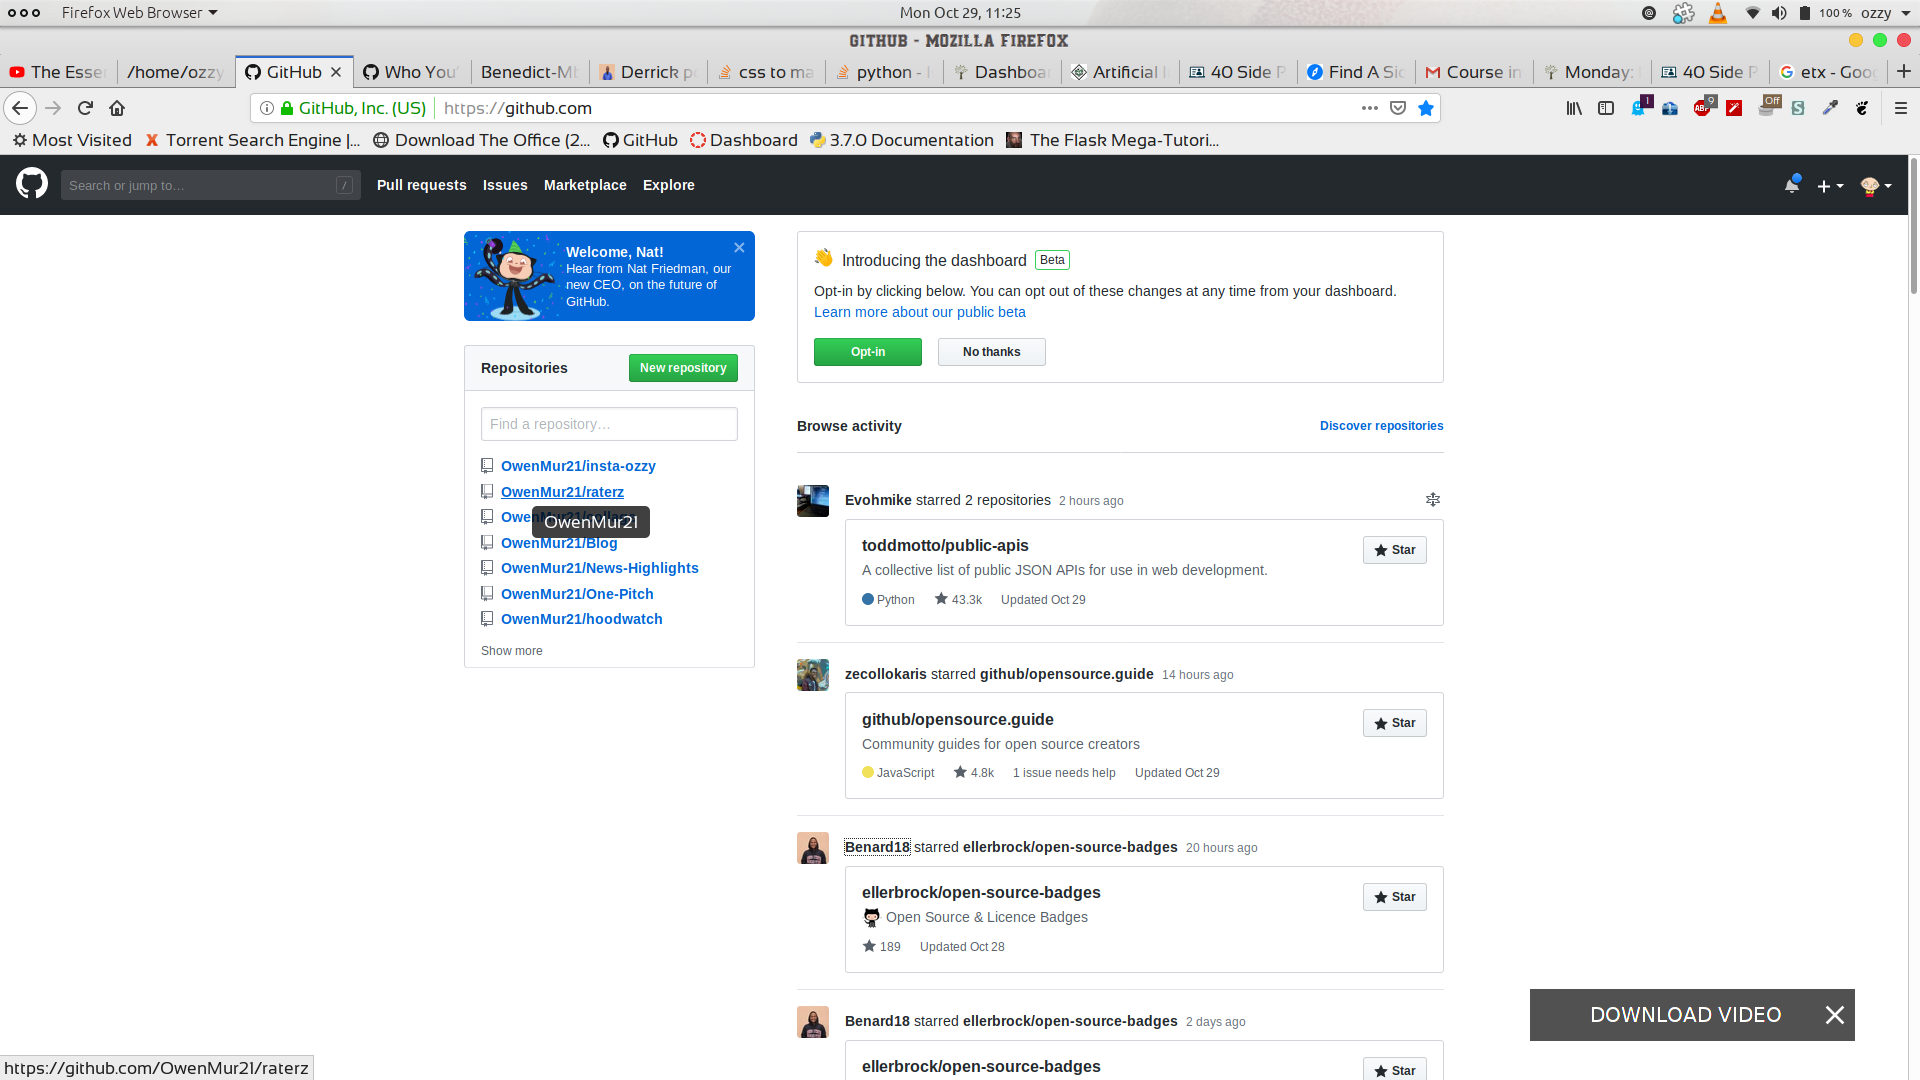 Firefox Web Browser
Mon Oct 29, 11:25
100 %
ozzy
GITHUB - MOZILLA FIREFOX
The Esse
/home/ozzy
GitHub
Who You
Benedict-M
Derrick p
css to ma
python -
Dashboa
Artificial
40 Side P
Find A Si
Course in
Monday:
40 Side P
etx - Goo
GitHub, Inc. (US)
https://github.com
1
ABP
9
Off
S
Most Visited
Torrent Search Engine |...
Download The Office (2...
GitHub
Dashboard
3.7.0 Documentation
The Flask Mega-Tutori...
Search or jump to…
/
Pull requests
Issues
Marketplace
Explore
Welcome, Nat!
Hear from Nat Friedman, our
new CEO, on the future of
GitHub.
Repositories
New repository
Find a repository…
OwenMur21/insta-ozzy
OwenMur21/raterz
Owen
OwenMur21
OwenMur21/Blog
OwenMur21/News-Highlights
OwenMur21/One-Pitch
OwenMur21/hoodwatch
Show more
Introducing the dashboard
Beta
Opt-in by clicking below. You can opt out of these changes at any time from your dashboard.
Learn more about our public beta
Opt-in
No thanks
Browse activity
Discover repositories
Evohmike starred 2 repositories 2 hours ago
toddmotto/public-apis
Star
A collective list of public JSON APIs for use in web development.
Python
43.3k
Updated Oct 29
zecollokaris starred github/opensource.guide 14 hours ago
github/opensource.guide
Star
Community guides for open source creators
JavaScript
4.8k
1 issue needs help
Updated Oct 29
Benard18 starred ellerbrock/open-source-badges 20 hours ago
ellerbrock/open-source-badges
Star
Open Source & Licence Badges
189
Updated Oct 28
Benard18 starred ellerbrock/open-source-badges 2 days ago
ellerbrock/open-source-badges
Star
DOWNLOAD VIDEO
https://github.com/OwenMur21/raterz